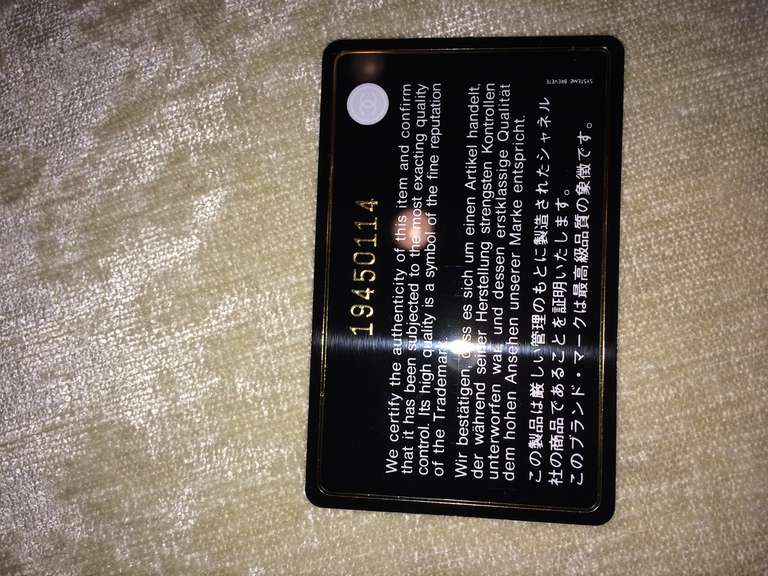 SYSTEME BREVETE
19450114
We certify the authenticity of this item and confirm
that it has been subjected to the most exacting quality
control. Its high quality is a symbol of the fine reputation
of the Trademark.
Wir bestätigen, dass es sich um einen Artikel handelt,
der während seiner Herstellung strengsten Kontrollen
unterworfen war, und dessen erstklassige Qualität
dem hohen Ansehen unserer Marke entspricht.
この製品は厳しい管理のもとに製造されたシャネル
社の商品であることを証明いたします。
このブランド・マークは最高級品質の象徴です。